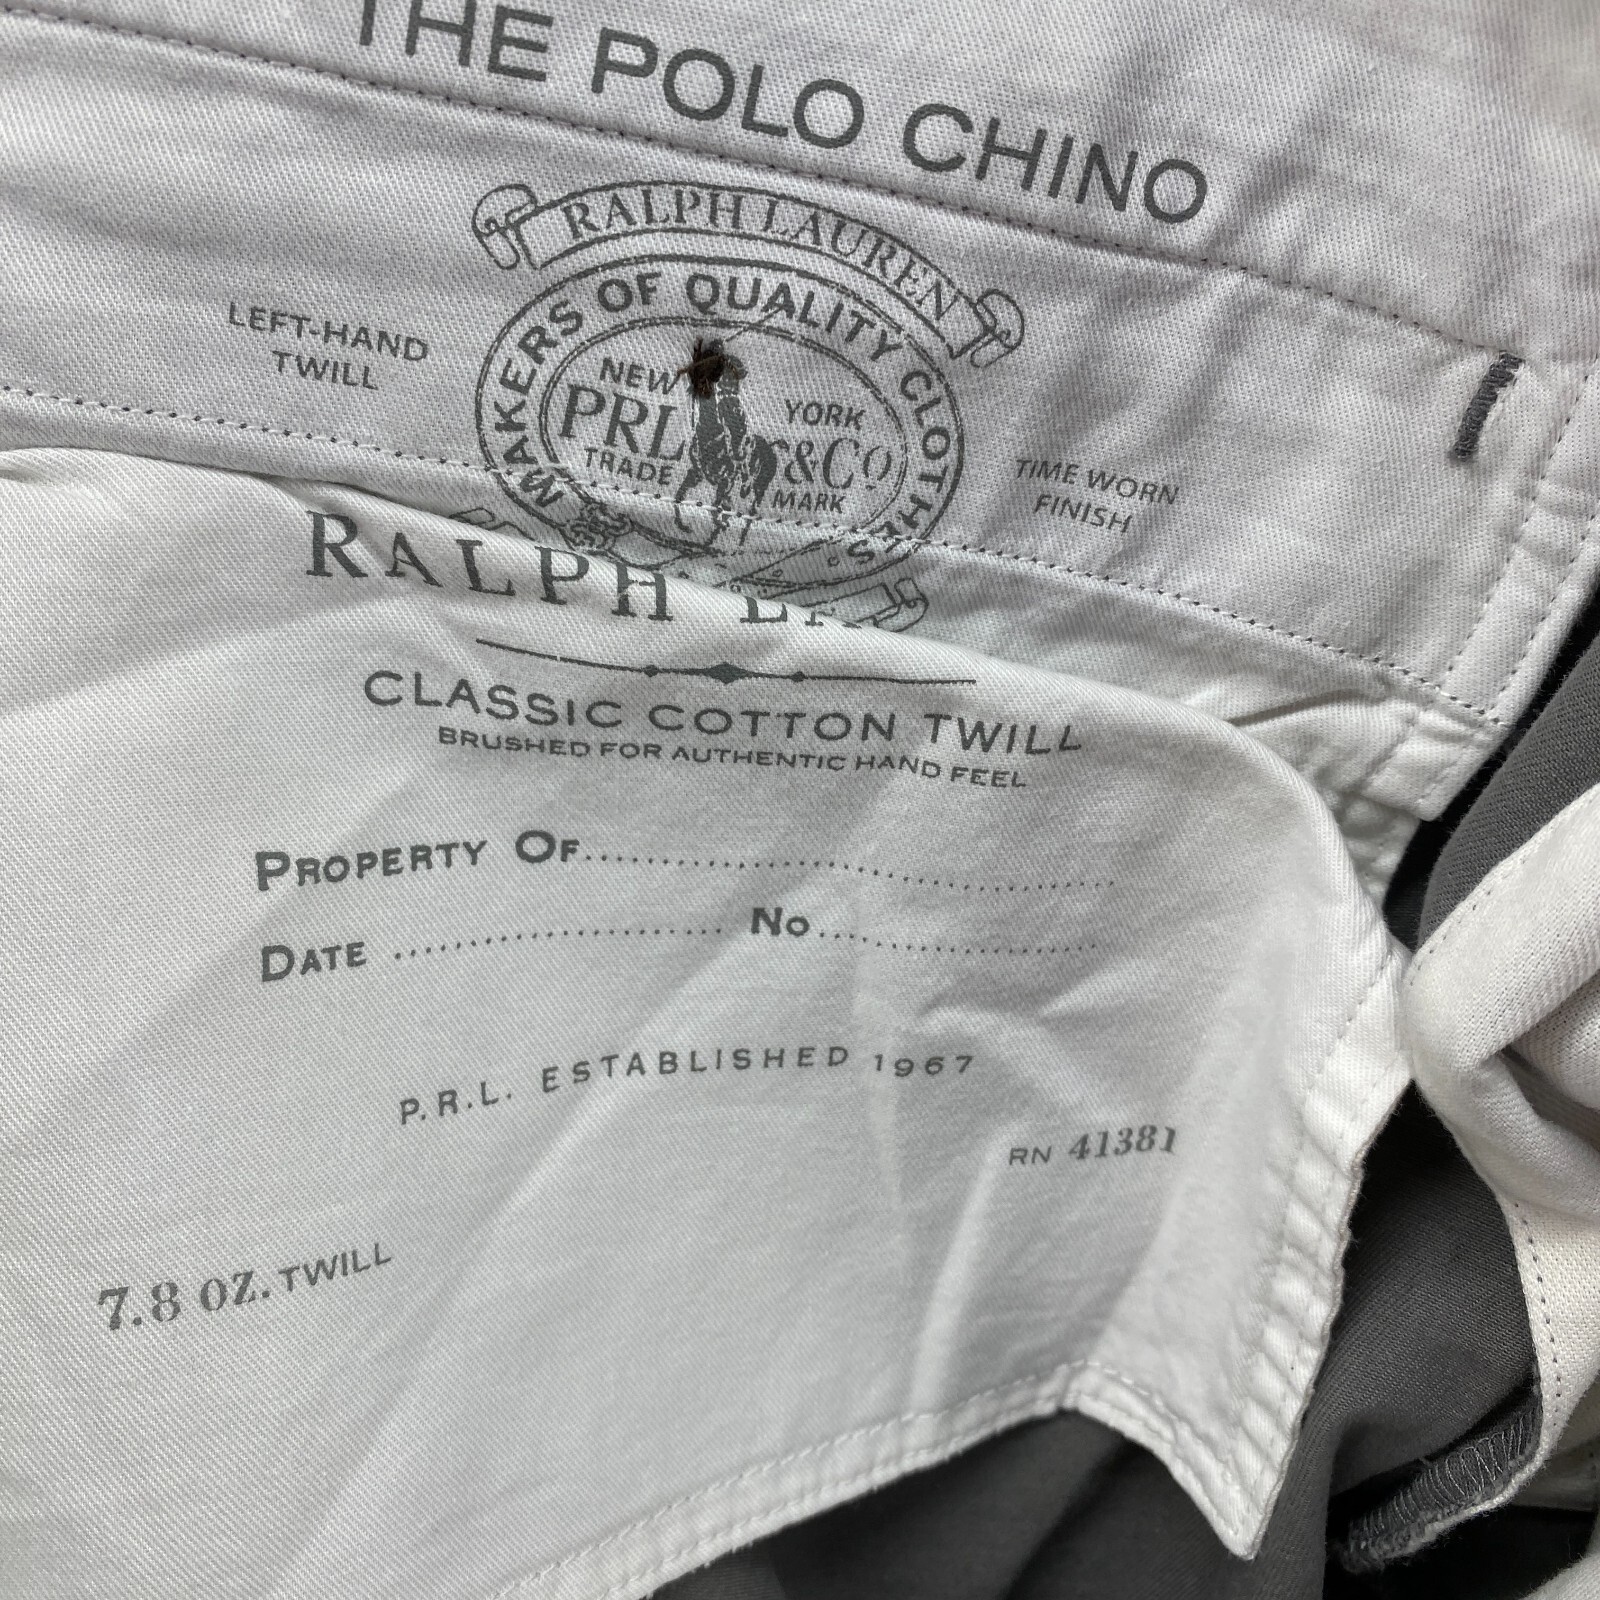 THE POLO CHINO
RALPH LAUREN
MAKERS OF QUALITY CLOTHES
LEFT-HAND
TWILL
NEW YORK
PRL &Co
TRADE MARK
TIME WORN
FINISH
RALPH
CLASSIC COTTON TWILL
BRUSHED FOR AUTHENTIC HAND FEEL
PROPERTY OF..............................
DATE .................... NO....................
P.R.L. ESTABLISHED 1967
RN 41381
7.8 OZ. TWILL